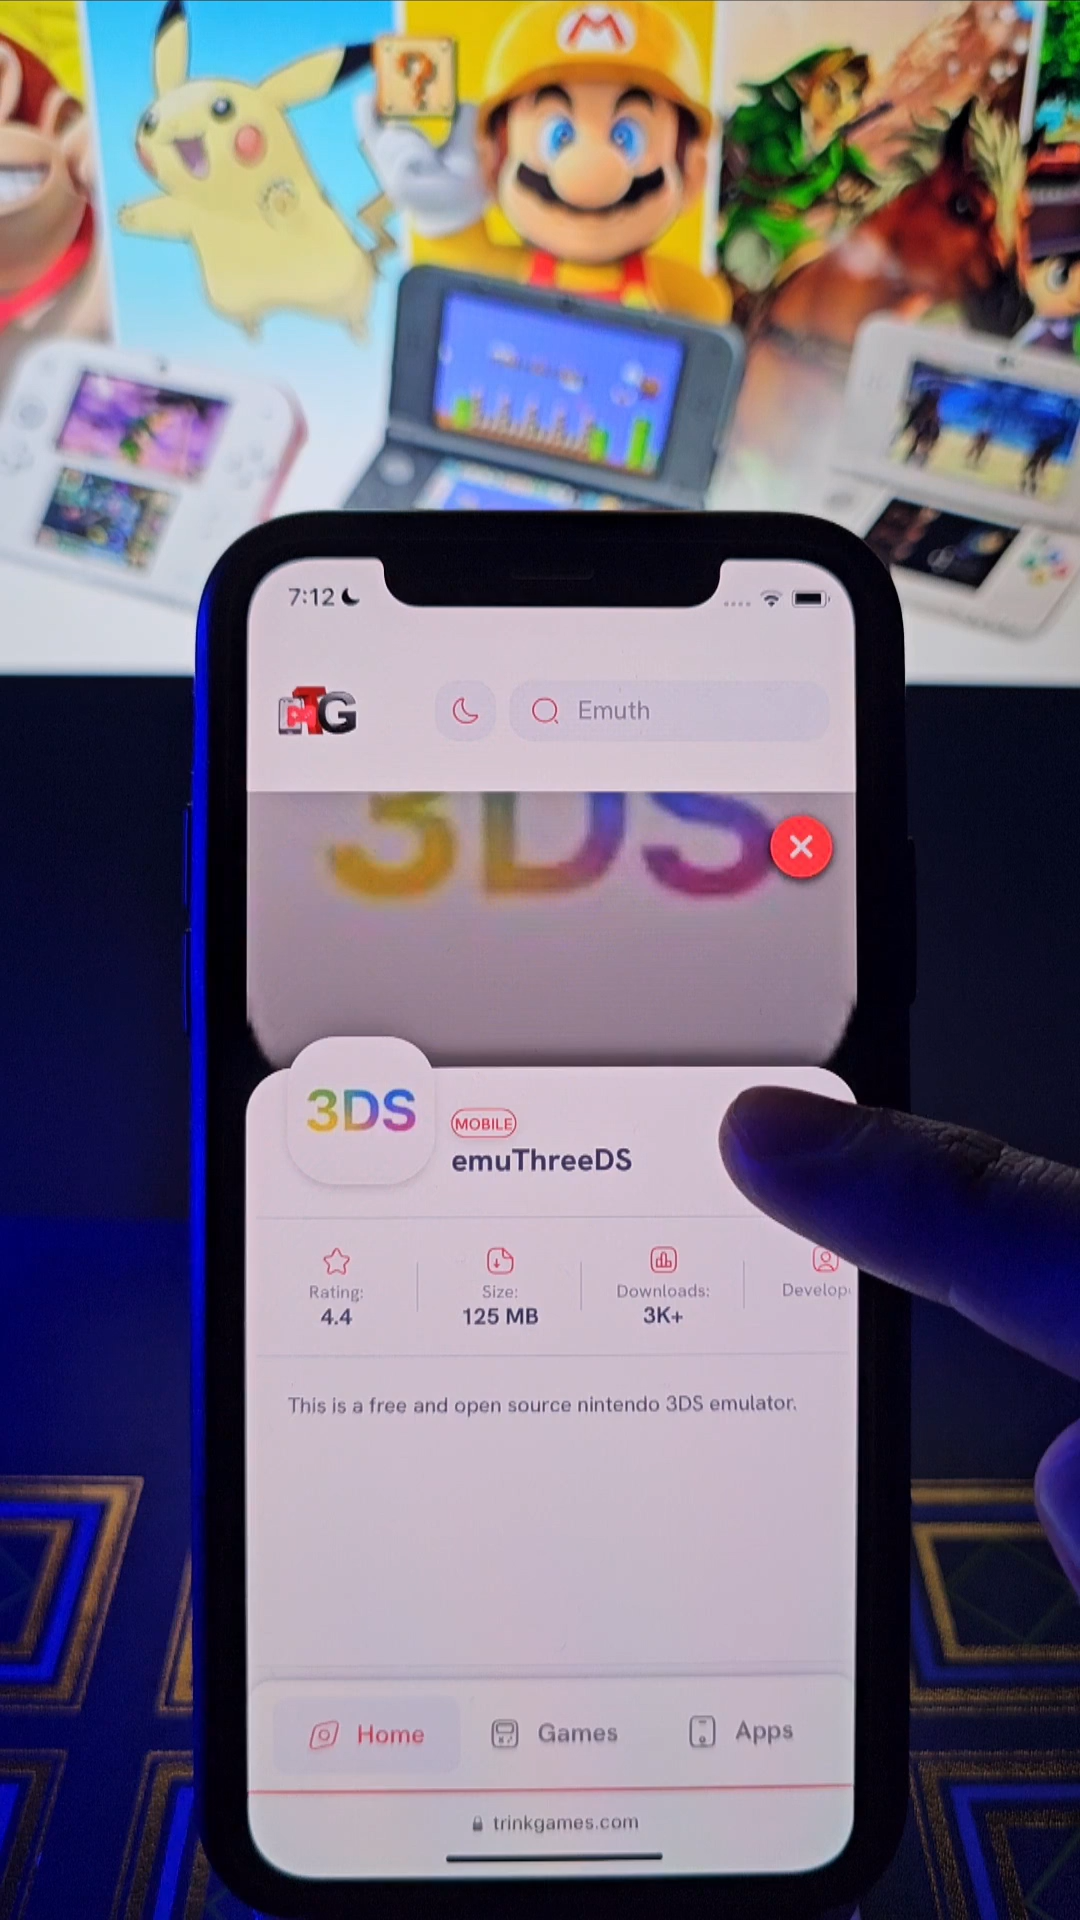 ?
M
7:12
TG
Emuth
3DS
3DS
MOBILE
emuThreeDS
Rating:
4.4
Size:
125 MB
Downloads:
3K+
Develop
This is a free and open source nintendo 3DS emulator.
Home
Games
Apps
trinkgames.com